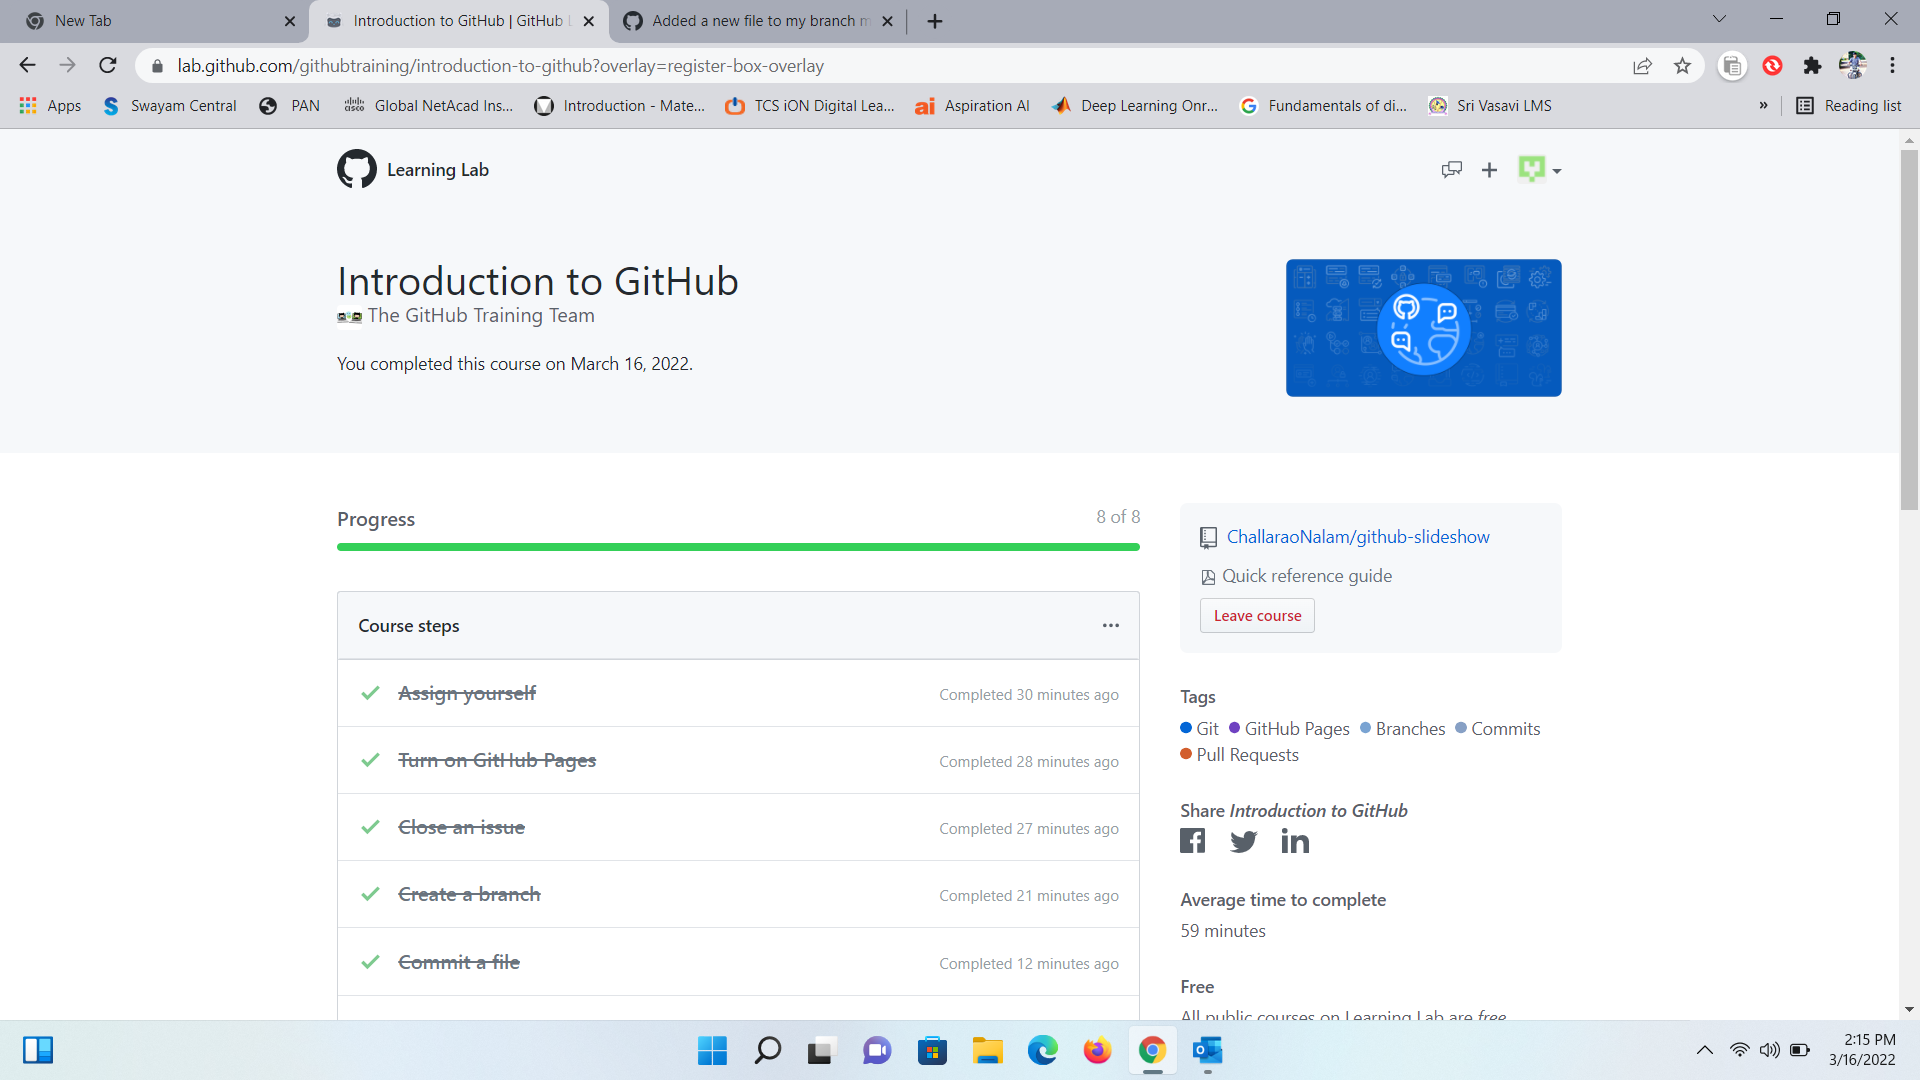 New Tab
Introduction to GitHub | GitHub
Added a new file to my branch
lab.github.com/githubtraining/introduction-to-github?overlay=register-box-overlay
Apps
Swayam Central
PAN
Global NetAcad Ins...
Introduction - Mate...
TCS iON Digital Lea...
Aspiration AI
Deep Learning Onr...
Fundamentals of di...
Sri Vasavi LMS
»
Reading list
Learning Lab
Introduction to GitHub
The GitHub Training Team
You completed this course on March 16, 2022.
Progress
8 of 8
Course steps
Assign yourself
Completed 30 minutes ago
Turn on GitHub Pages
Completed 28 minutes ago
Close an issue
Completed 27 minutes ago
Create a branch
Completed 21 minutes ago
Commit a file
Completed 12 minutes ago
ChallaraoNalam/github-slideshow
Quick reference guide
Leave course
Tags
Git GitHub Pages Branches Commits
Pull Requests
Share Introduction to GitHub
Average time to complete
59 minutes
Free
All public courses on Learning Lab are free
2:15 PM
3/16/2022